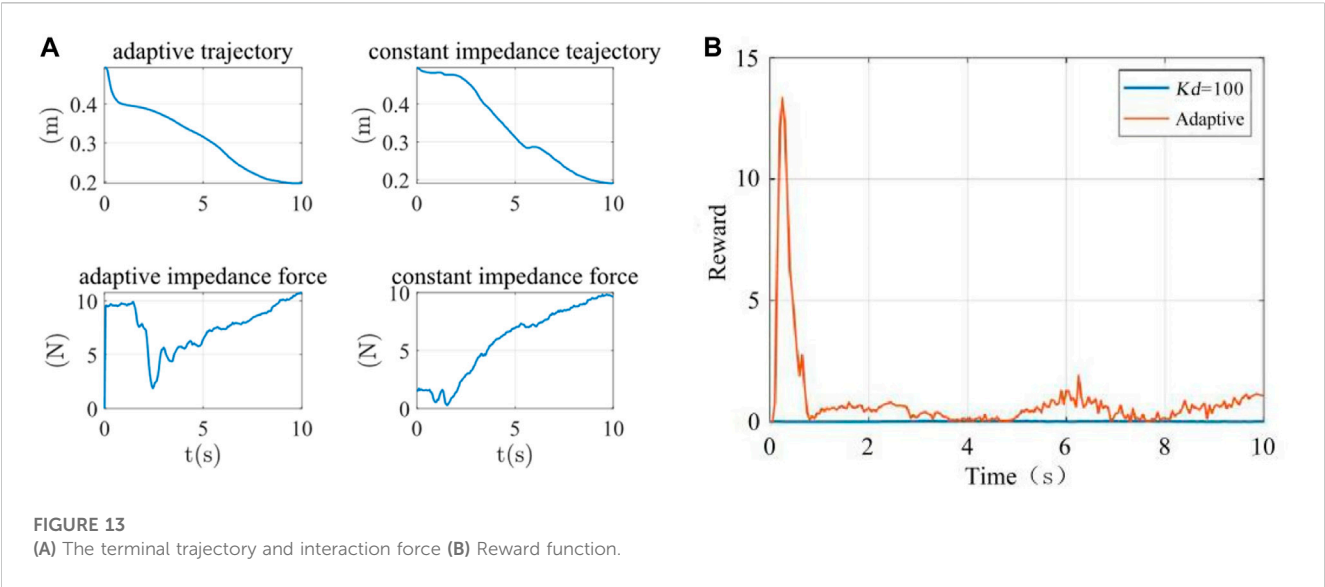 A
adaptive trajectory
constant impedance teajectory
(m)
0.4
0.3
0.2
0
5
10
(m)
0.4
0.3
0.2
0
5
10
adaptive impedance force
constant impedance force
(N)
10
5
0
0
5
10
t(s)
(N)
10
5
0
0
5
10
t(s)
B
15
10
5
0
Reward
Kd=100
Adaptive
0
2
4
6
8
10
Time（s）
FIGURE 13
(A) The terminal trajectory and interaction force (B) Reward function.